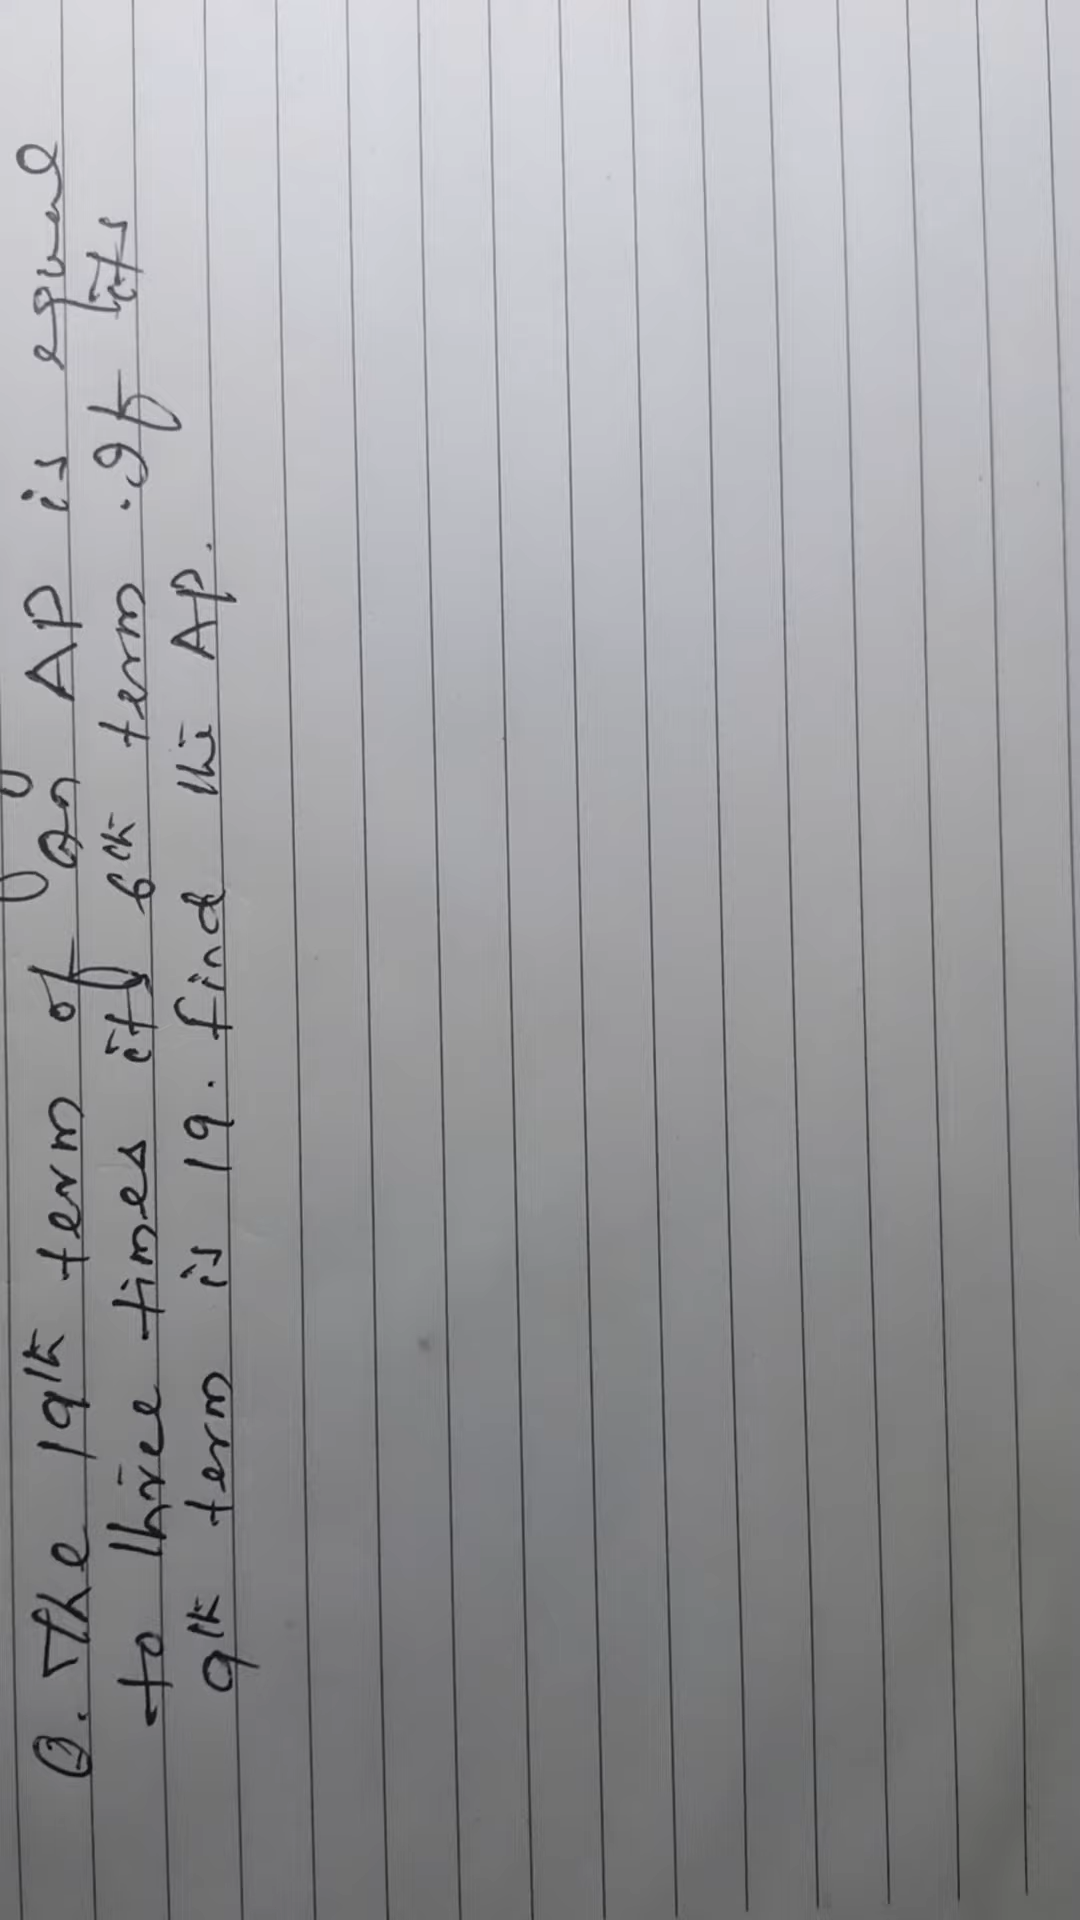 Q. The 19th term of an AP is equal
to three times its 6th term. If its
9th term is 19. find the AP.